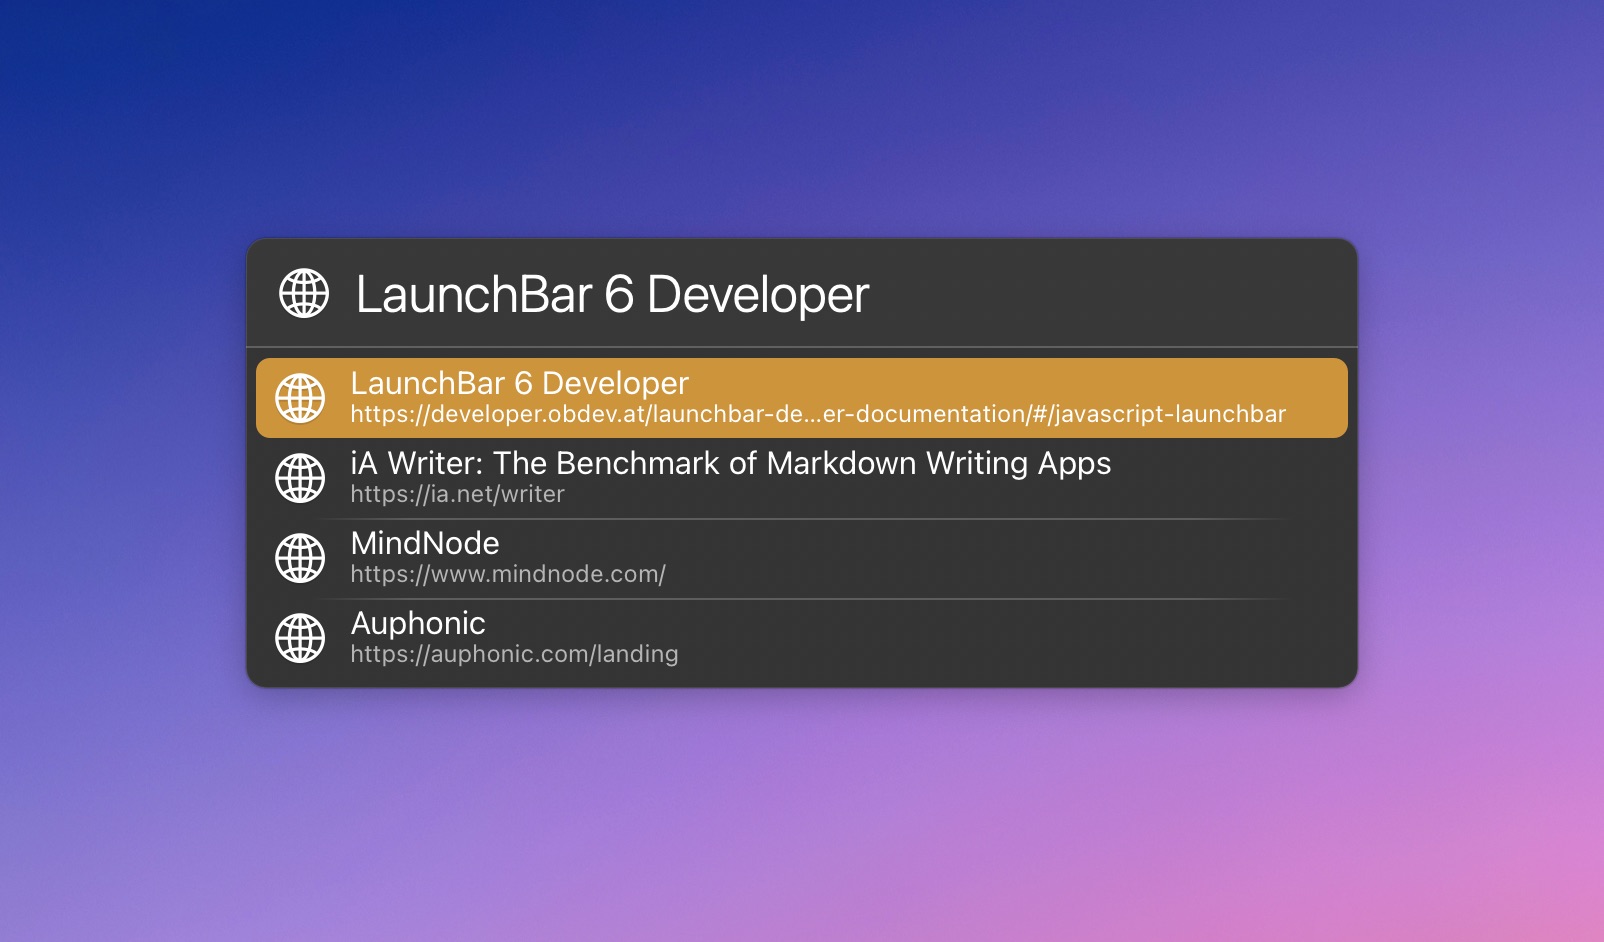 LaunchBar 6 Developer
LaunchBar 6 Developer
https://developer.obdev.at/launchbar-de…er-documentation/#/javascript-launchbar
iA Writer: The Benchmark of Markdown Writing Apps
https://ia.net/writer
MindNode
https://www.mindnode.com/
Auphonic
https://auphonic.com/landing